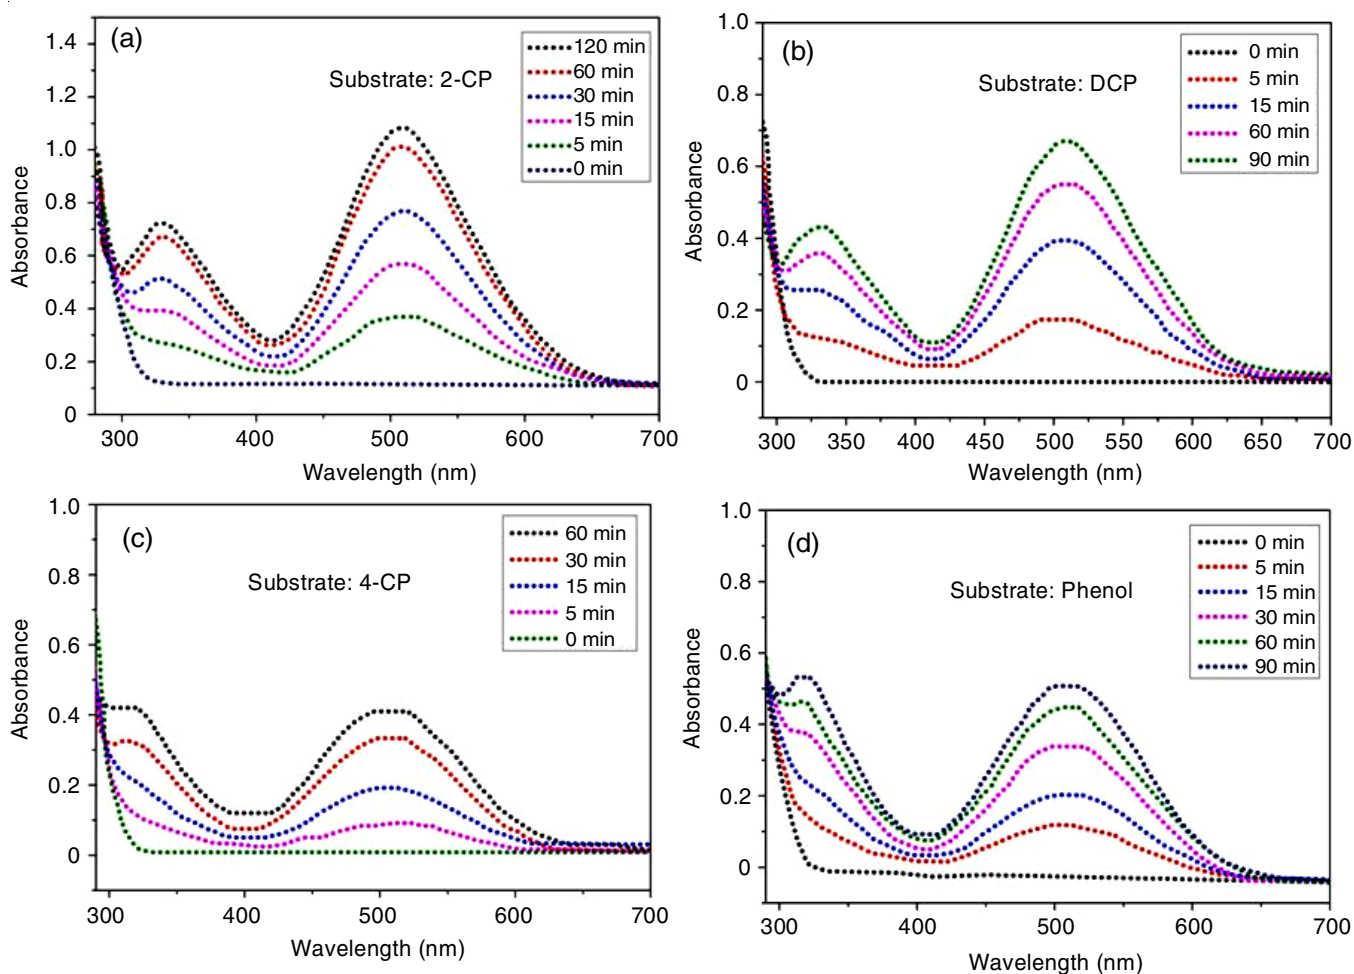 (a)
Substrate: 2-CP
120 min
60 min
30 min
15 min
5 min
0 min
1.4
1.2
1.0
0.8
0.6
0.4
0.2
0
Absorbance
300 400 500 600 700
Wavelength (nm)
(b)
Substrate: DCP
0 min
5 min
15 min
60 min
90 min
1.0
0.8
0.6
0.4
0.2
0
Absorbance
300 350 400 450 500 550 600 650 700
Wavelength (nm)
(c)
Substrate: 4-CP
60 min
30 min
15 min
5 min
0 min
1.0
0.8
0.6
0.4
0.2
0
Absorbance
300 400 500 600 700
Wavelength (nm)
(d)
Substrate: Phenol
0 min
5 min
15 min
30 min
60 min
90 min
1.0
0.8
0.6
0.4
0.2
0
Absorbance
300 400 500 600 700
Wavelength (nm)